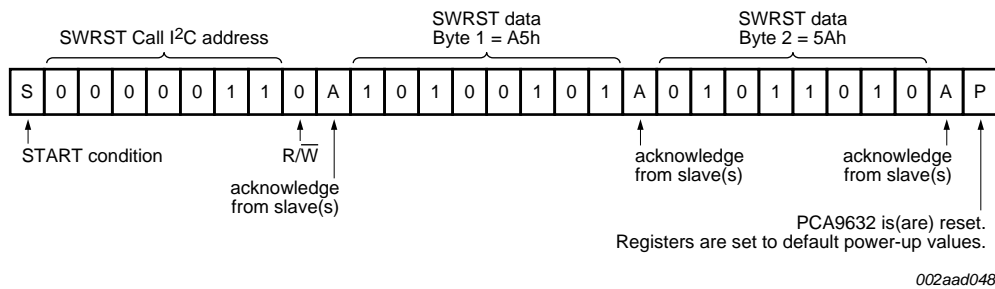 SWRST Call I²C address
SWRST data
Byte 1 = A5h
SWRST data
Byte 2 = 5Ah
S 0 0 0 0 0 1 1 0 A 1 0 1 0 0 1 0 1 A 0 1 0 1 1 0 1 0 A P
START condition
R/W̅
acknowledge
from slave(s)
acknowledge
from slave(s)
acknowledge
from slave(s)
PCA9632 is(are) reset.
Registers are set to default power-up values.
002aad048